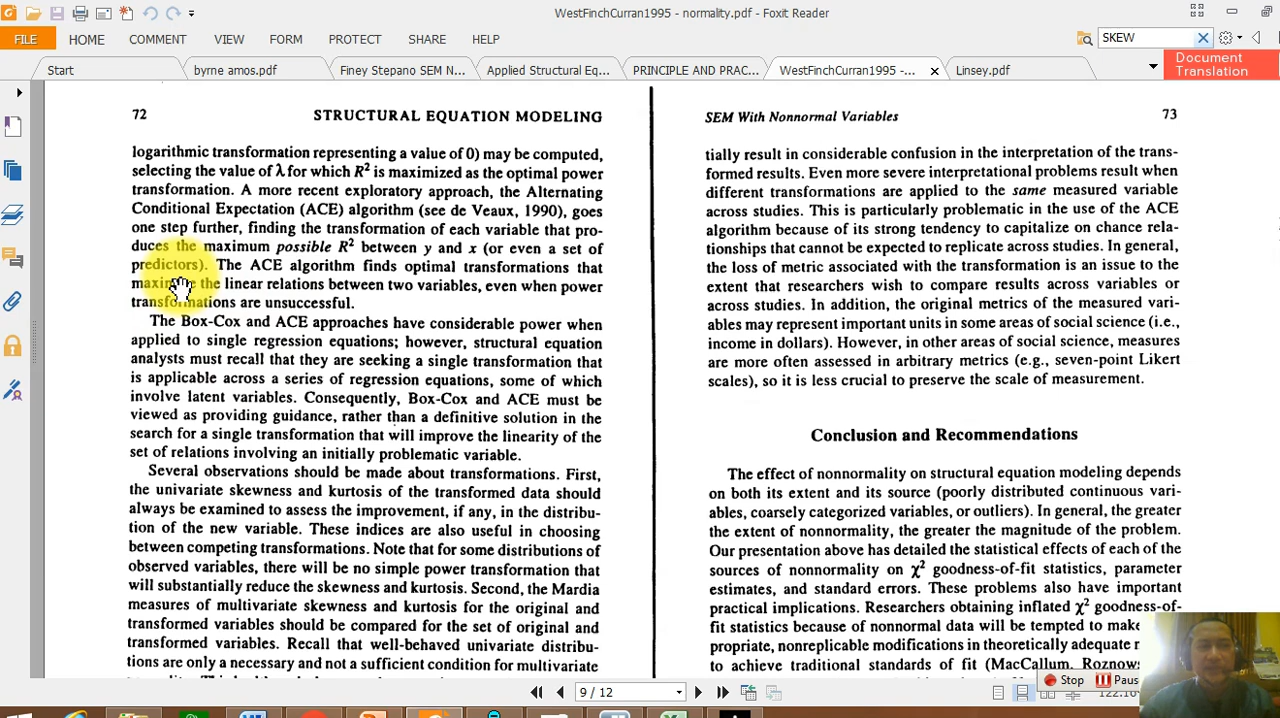 WestFinchCurran1995 - normality.pdf - Foxit Reader
FILE HOME COMMENT VIEW FORM PROTECT SHARE HELP
SKEW
Start byrne amos.pdf Finey Stepano SEM N... Applied Structural Eq... PRINCIPLE AND PRAC... WestFinchCurran1995 -... Linsey.pdf
Document
Translation
72 STRUCTURAL EQUATION MODELING
logarithmic transformation representing a value of 0) may be computed,
selecting the value of λ for which R² is maximized as the optimal power
transformation. A more recent exploratory approach, the Alternating
Conditional Expectation (ACE) algorithm (see de Veaux, 1990), goes
one step further, finding the transformation of each variable that pro-
duces the maximum possible R² between y and x (or even a set of
predictors). The ACE algorithm finds optimal transformations that
the linear relations between two variables, even when power
transformations are unsuccessful.
The Box-Cox and ACE approaches have considerable power when
applied to single regression equations; however, structural equation
analysts must recall that they are seeking a single transformation that
is applicable across a series of regression equations, some of which
involve latent variables. Consequently, Box-Cox and ACE must be
viewed as providing guidance, rather than a definitive solution in the
search for a single transformation that will improve the linearity of the
set of relations involving an initially problematic variable.
Several observations should be made about transformations. First,
the univariate skewness and kurtosis of the transformed data should
always be examined to assess the improvement, if any, in the distribu-
tion of the new variable. These indices are also useful in choosing
between competing transformations. Note that for some distributions of
observed variables, there will be no simple power transformation that
will substantially reduce the skewness and kurtosis. Second, the Mardia
measures of multivariate skewness and kurtosis for the original and
transformed variables should be compared for the set of original and
transformed variables. Recall that well-behaved univariate distribu-
tions are only a necessary and not a sufficient condition for multivariate
SEM With Nonnormal Variables 73
tially result in considerable confusion in the interpretation of the trans-
formed results. Even more severe interpretational problems result when
different transformations are applied to the same measured variable
across studies. This is particularly problematic in the use of the ACE
algorithm because of its strong tendency to capitalize on chance rela-
tionships that cannot be expected to replicate across studies. In general,
the loss of metric associated with the transformation is an issue to the
extent that researchers wish to compare results across variables or
across studies. In addition, the original metrics of the measured vari-
ables may represent important units in some areas of social science (i.e.,
income in dollars). However, in other areas of social science, measures
are more often assessed in arbitrary metrics (e.g., seven-point Likert
scales), so it is less crucial to preserve the scale of measurement.
Conclusion and Recommendations
The effect of nonnormality on structural equation modeling depends
on both its extent and its source (poorly distributed continuous vari-
ables, coarsely categorized variables, or outliers). In general, the greater
the extent of nonnormality, the greater the magnitude of the problem.
Our presentation above has detailed the statistical effects of each of the
sources of nonnormality on χ² goodness-of-fit statistics, parameter
estimates, and standard errors. These problems also have important
practical implications. Researchers obtaining inflated χ² goodness-of-
fit statistics because of nonnormal data will be tempted to make
propriate, nonreplicable modifications in theoretically adequate
to achieve traditional standards of fit (MacCallum, Roznows
Stop Paus
9 / 12